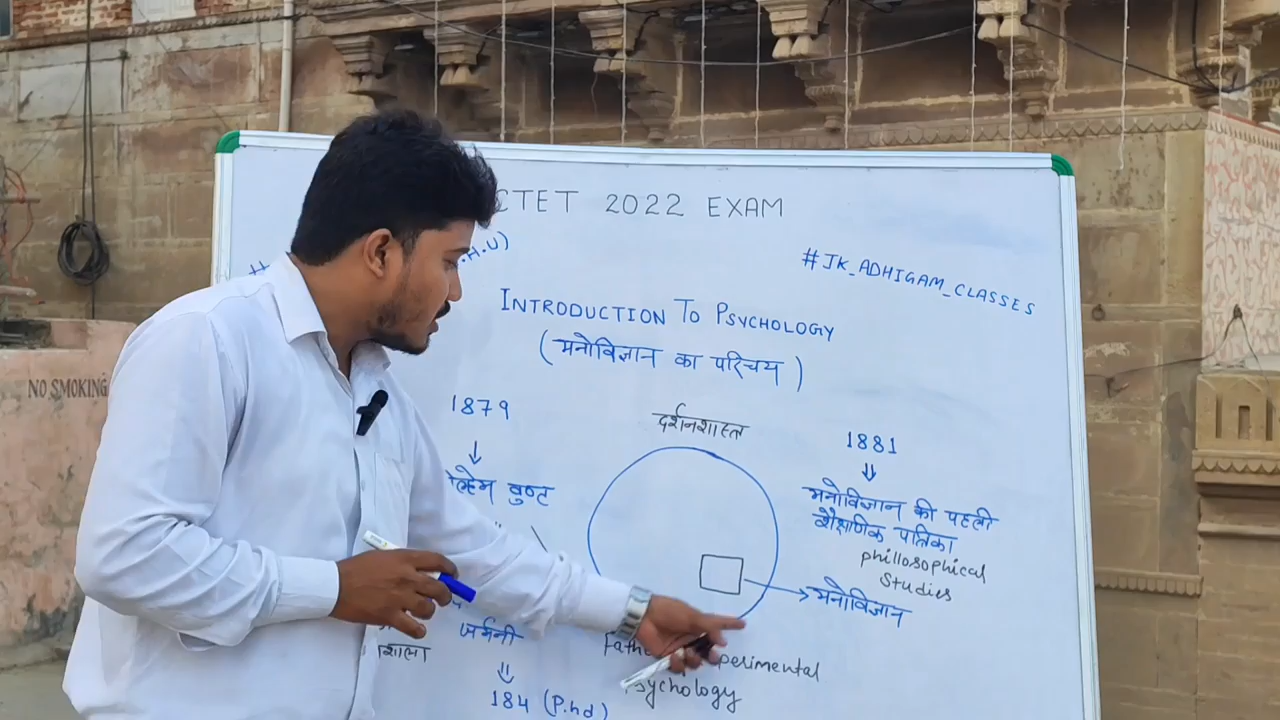 CTET 2022 EXAM
.H.U)
#JK_ADHIGAM_CLASSES
INTRODUCTION TO PSYCHOLOGY
(मनोविज्ञान का परिचय)
NO SMOKING
1879
वुण्ट
जर्मनी
184 (P.hd)
दर्शनशास्त्र
1881
मनोविज्ञान की पहली
शैक्षणिक पत्रिका
phillosophical
Studies
मनोविज्ञान
psychology